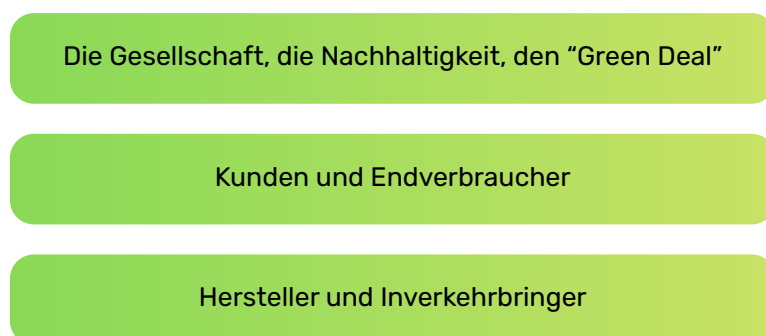 Die Gesellschaft, die Nachhaltigkeit, den “Green Deal”
Kunden und Endverbraucher
Hersteller und Inverkehrbringer